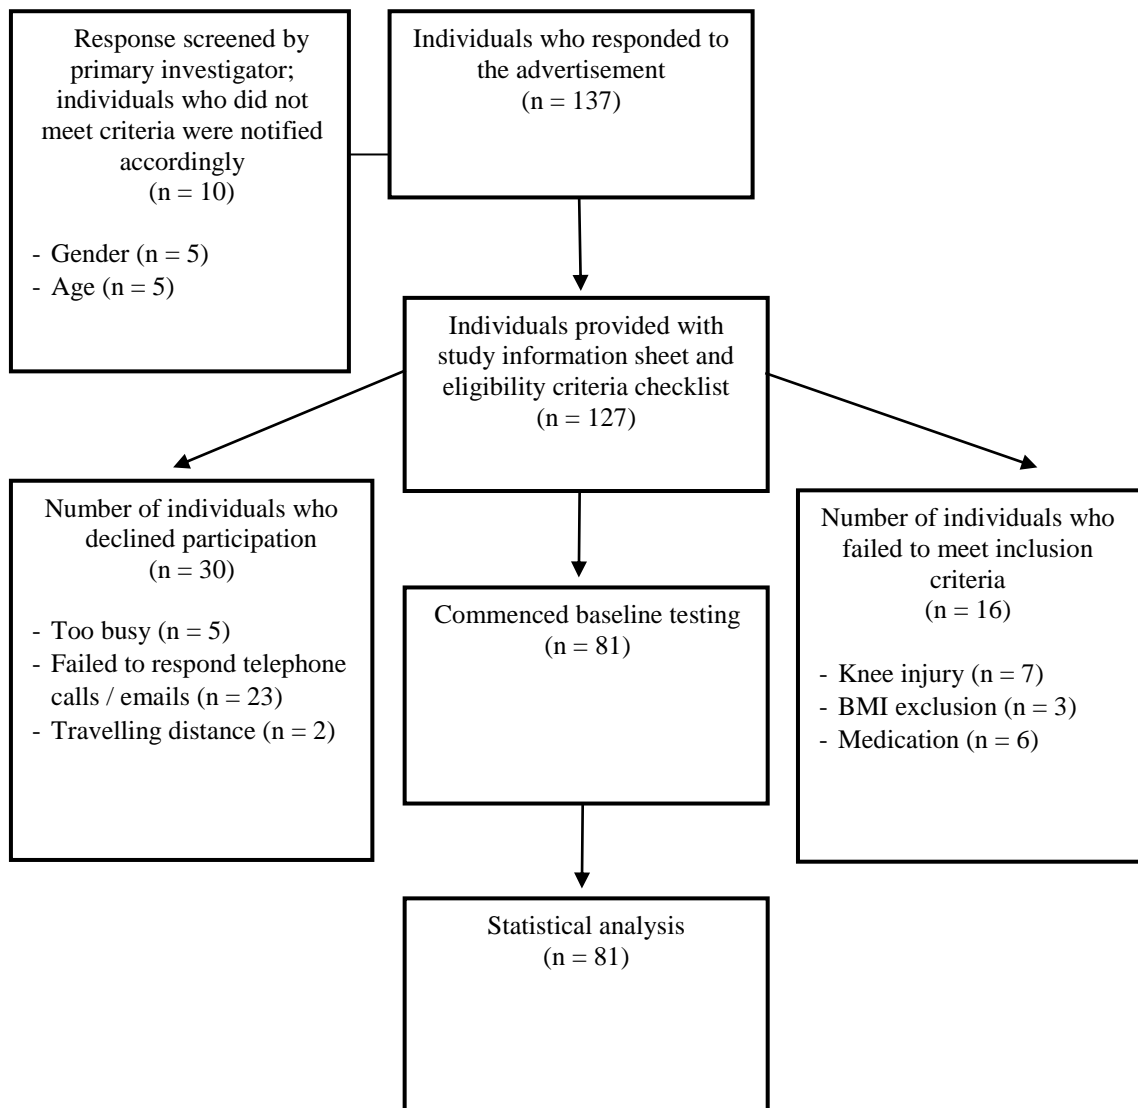 Response screened by
primary investigator;
individuals who did not
meet criteria were notified
accordingly
(n = 10)
- Gender (n = 5)
- Age (n = 5)
Individuals who responded to
the advertisement
(n = 137)
Individuals provided with
study information sheet and
eligibility criteria checklist
(n = 127)
Number of individuals who
declined participation
(n = 30)
- Too busy (n = 5)
- Failed to respond telephone
calls / emails (n = 23)
- Travelling distance (n = 2)
Commenced baseline testing
(n = 81)
Number of individuals who
failed to meet inclusion
criteria
(n = 16)
- Knee injury (n = 7)
- BMI exclusion (n = 3)
- Medication (n = 6)
Statistical analysis
(n = 81)